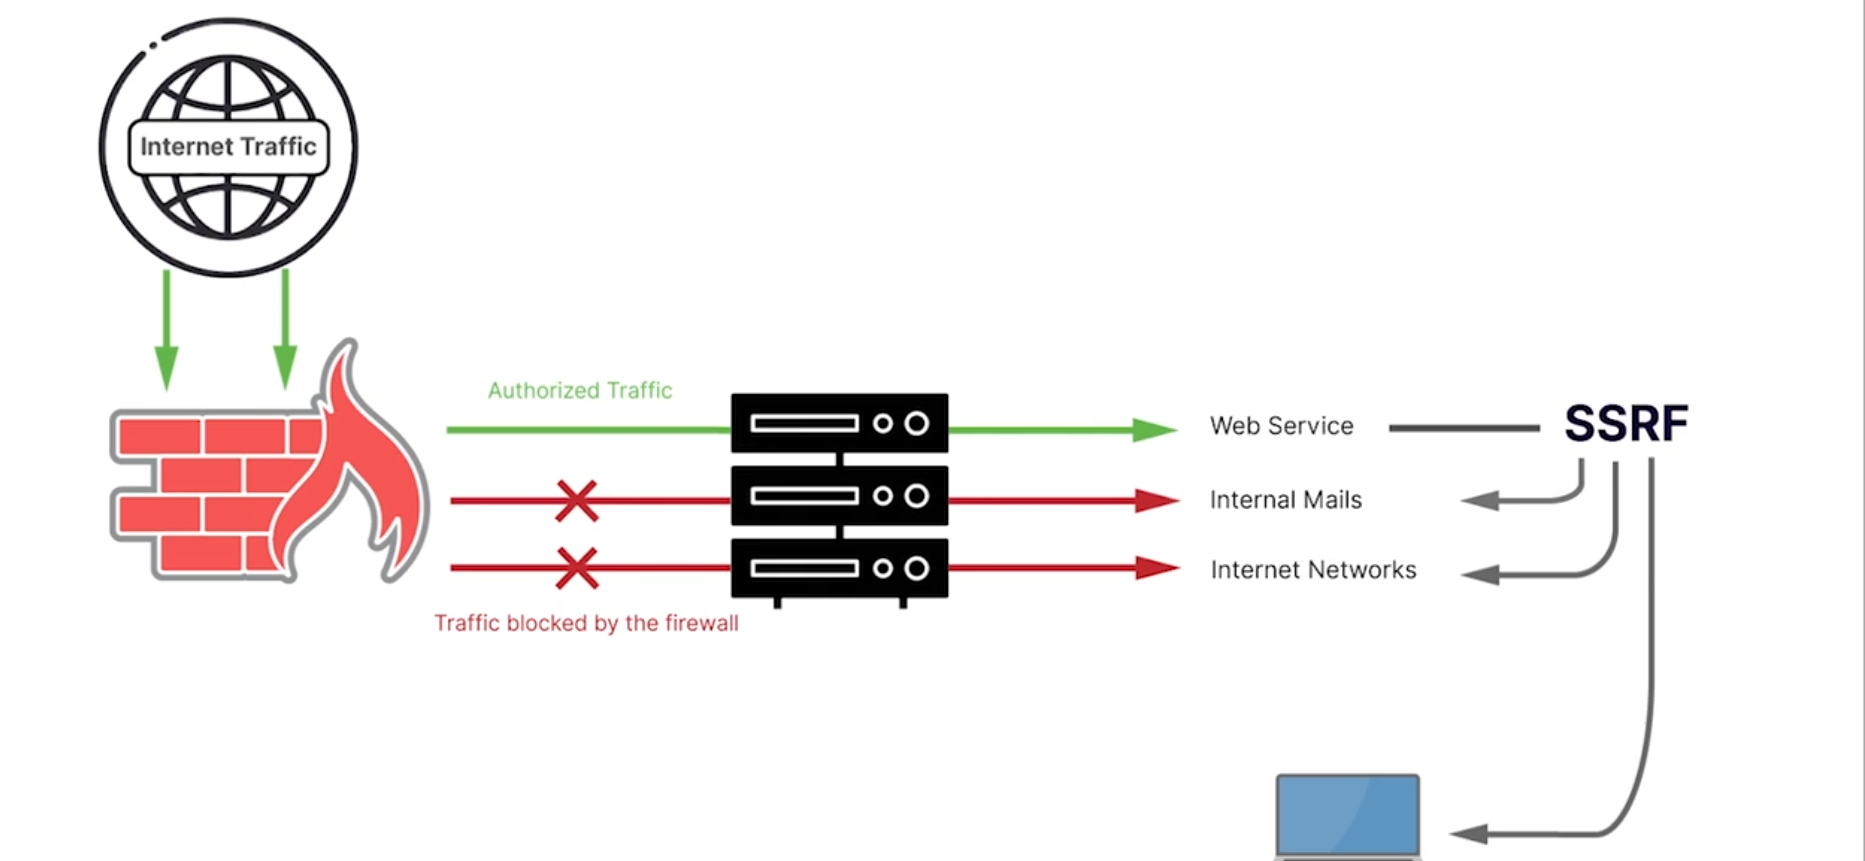 Internet Traffic
Authorized Traffic
Web Service
SSRF
Internal Mails
Internet Networks
Traffic blocked by the firewall